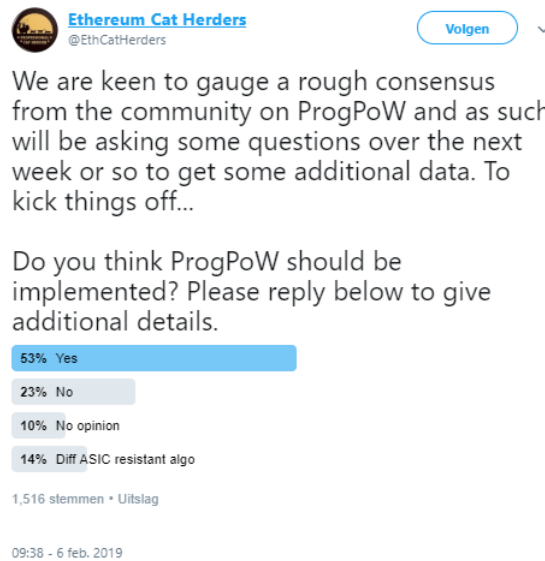 Ethereum Cat Herders
@EthCatHerders
Volgen
We are keen to gauge a rough consensus
from the community on ProgPoW and as such
will be asking some questions over the next
week or so to get some additional data. To
kick things off...
Do you think ProgPoW should be
implemented? Please reply below to give
additional details.
53% Yes
23% No
10% No opinion
14% Diff ASIC resistant algo
1,516 stemmen • Uitslag
09:38 - 6 feb. 2019